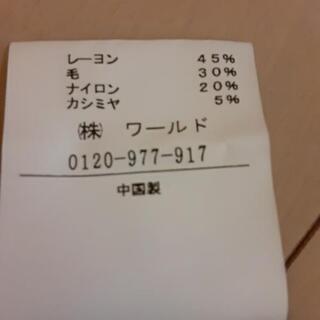 レーヨン 45%
毛 30%
ナイロン 20%
カシミヤ 5%
㈱ ワールド
0120-977-917
中国製